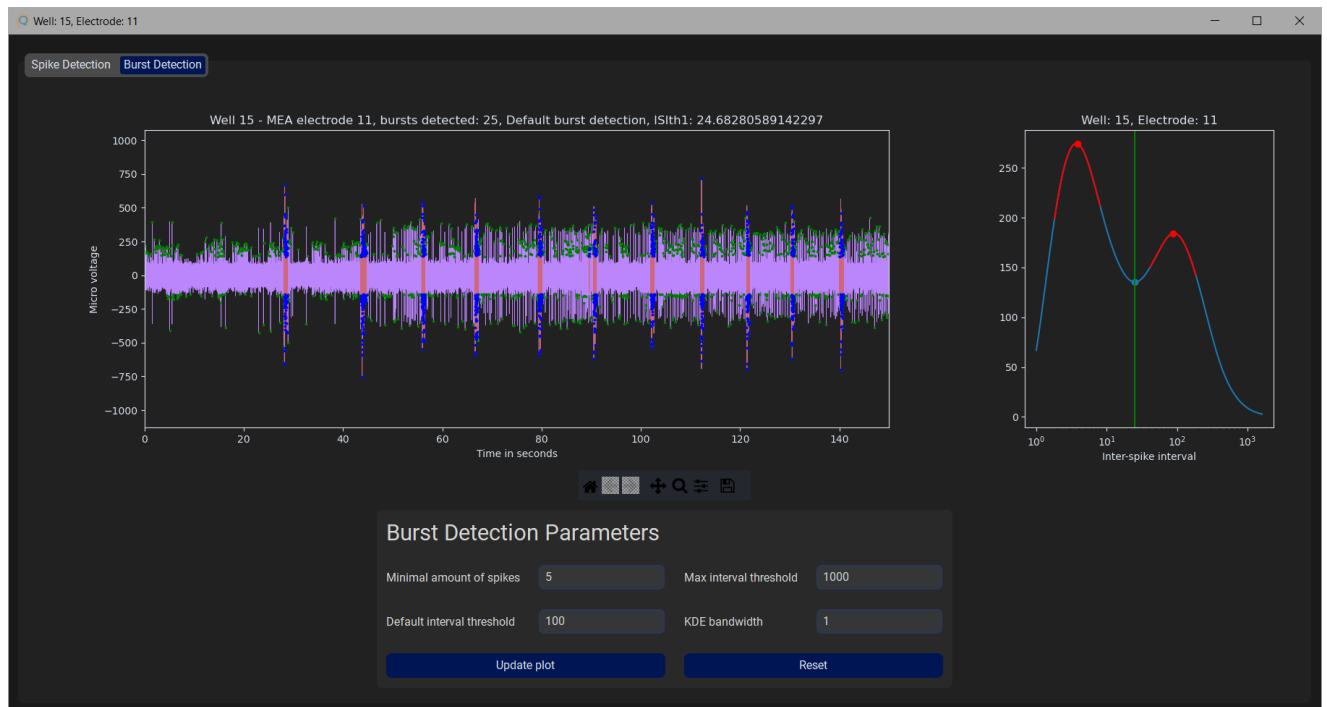 Well: 15, Electrode: 11
Spike Detection Burst Detection
Well 15 - MEA electrode 11, bursts detected: 25, Default burst detection, ISIth1: 24.68280589142297
1000
750
500
250
0
−250
−500
−750
−1000
Micro voltage
0 20 40 60 80 100 120 140
Time in seconds
Well: 15, Electrode: 11
250
200
150
100
50
0
10⁰ 10¹ 10² 10³
Inter-spike interval
Burst Detection Parameters
Minimal amount of spikes 5 Max interval threshold 1000
Default interval threshold 100 KDE bandwidth 1
Update plot Reset